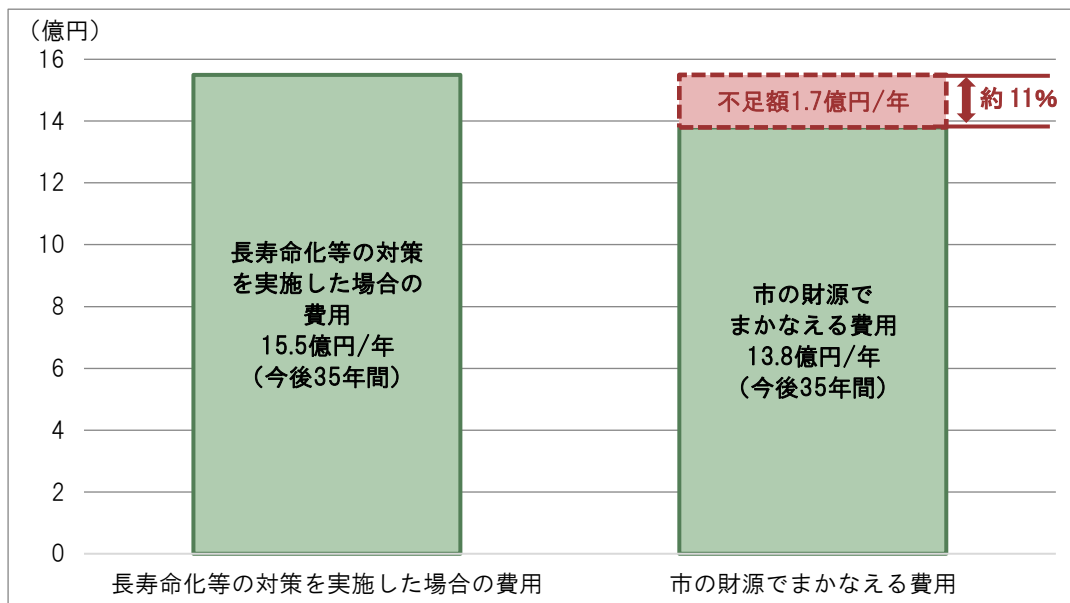 （億円）
16
14
12
10
8
6
4
2
0
長寿命化等の対策
を実施した場合の
費用
15.5億円/年
（今後35年間）
不足額1.7億円/年
約 11%
市の財源で
まかなえる費用
13.8億円/年
（今後35年間）
長寿命化等の対策を実施した場合の費用
市の財源でまかなえる費用